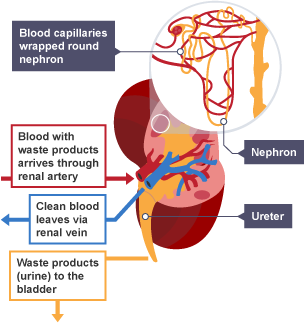 Blood capillaries
wrapped round
nephron
Nephron
Blood with
waste products
arrives through
renal artery
Clean blood
leaves via
renal vein
Ureter
Waste products
(urine) to the
bladder